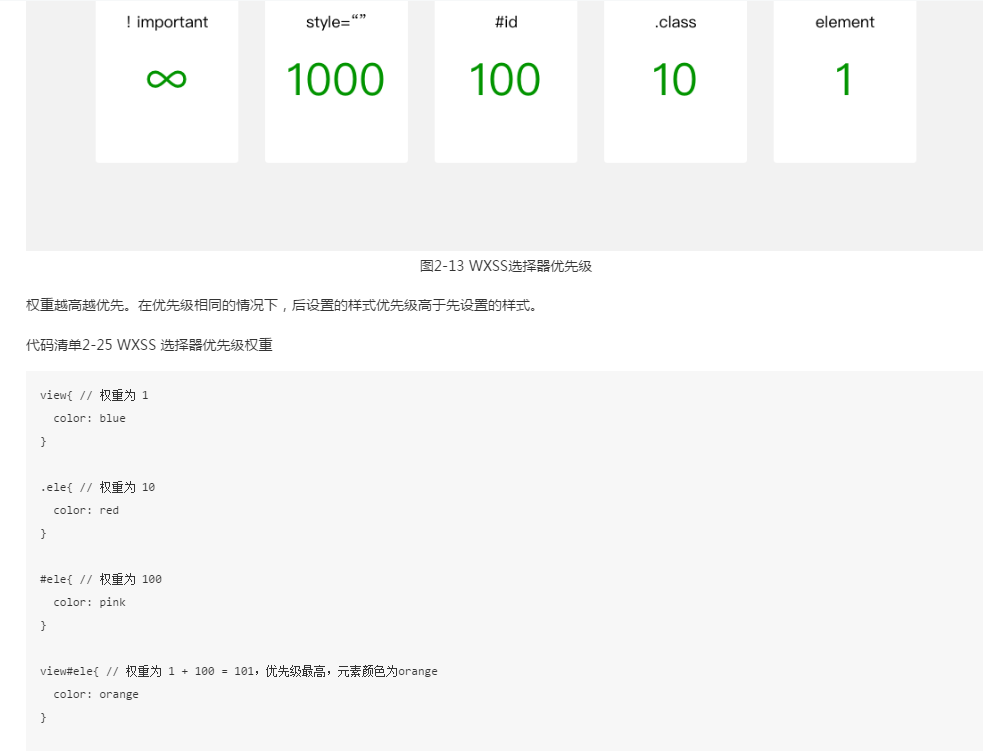 ! important
style=“”
#id
.class
element
∞
1000
100
10
1
图2-13 WXSS选择器优先级
权重越高越优先。在优先级相同的情况下，后设置的样式优先级高于先设置的样式。
代码清单2-25 WXSS 选择器优先级权重
view{ // 权重为 1
  color: blue
}
.ele{ // 权重为 10
  color: red
}
#ele{ // 权重为 100
  color: pink
}
view#ele{ // 权重为 1 + 100 = 101，优先级最高，元素颜色为orange
  color: orange
}